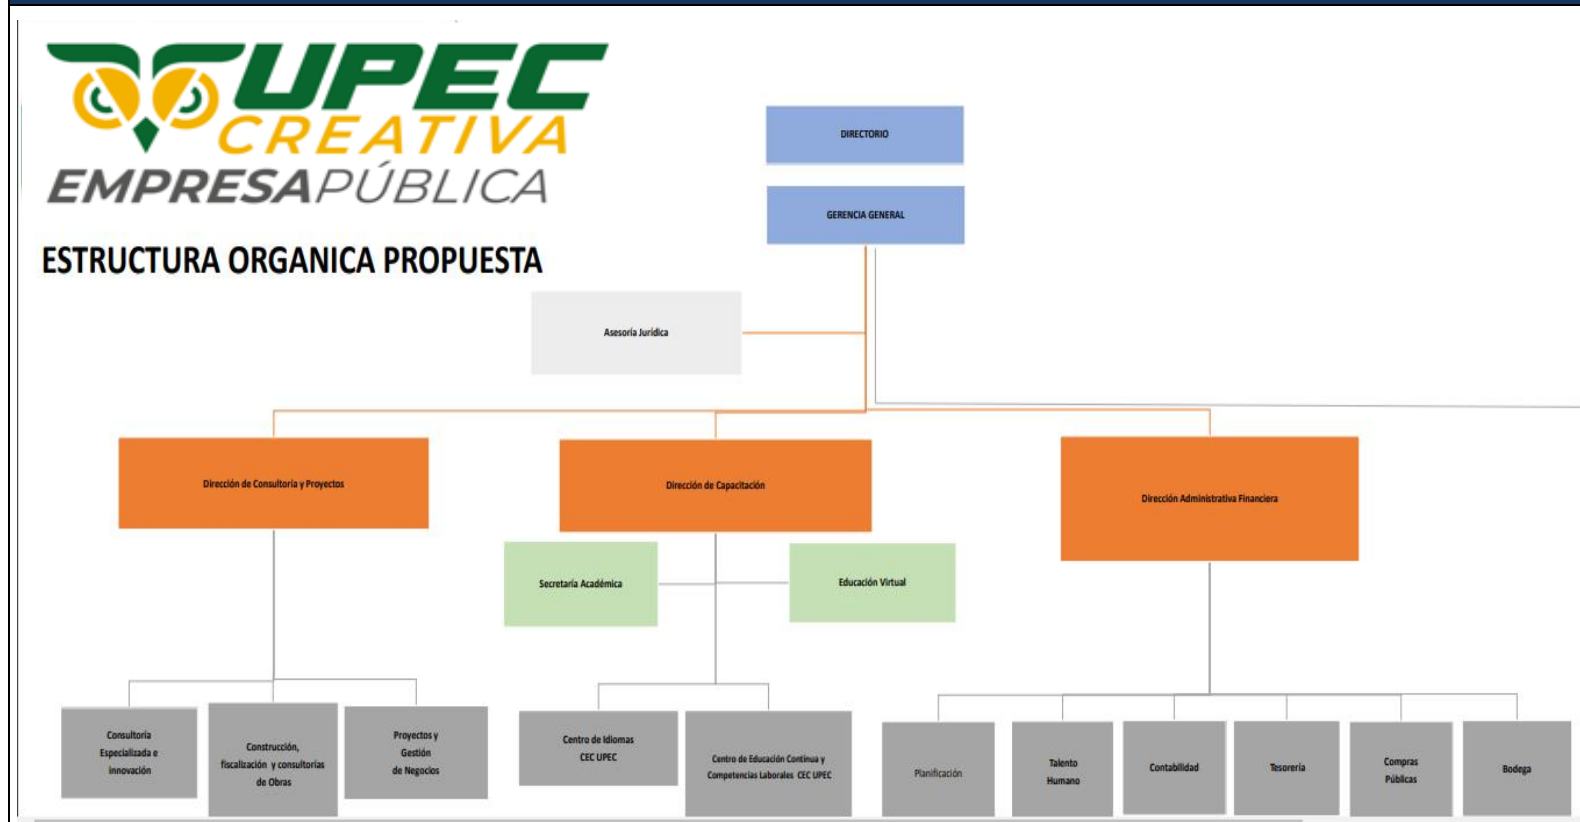 UPEC
CREATIVA
EMPRESAPÚBLICA
ESTRUCTURA ORGANICA PROPUESTA
DIRECTORIO
GERENCIA GENERAL
Asesoría Jurídica
Dirección de Consultoría y Proyectos
Dirección de Capacitación
Dirección Administrativa Financiera
Secretaría Académica
Educación Virtual
Consultoría
Especializada e
innovación
Construcción,
fiscalización y consultorías
de Obras
Proyectos y
Gestión
de Negocios
Centro de Idiomas
CEC UPEC
Centro de Educación Continua y
Competencias Laborales CEC UPEC
Planificación
Talento
Humano
Contabilidad
Tesorería
Compras
Públicas
Bodega